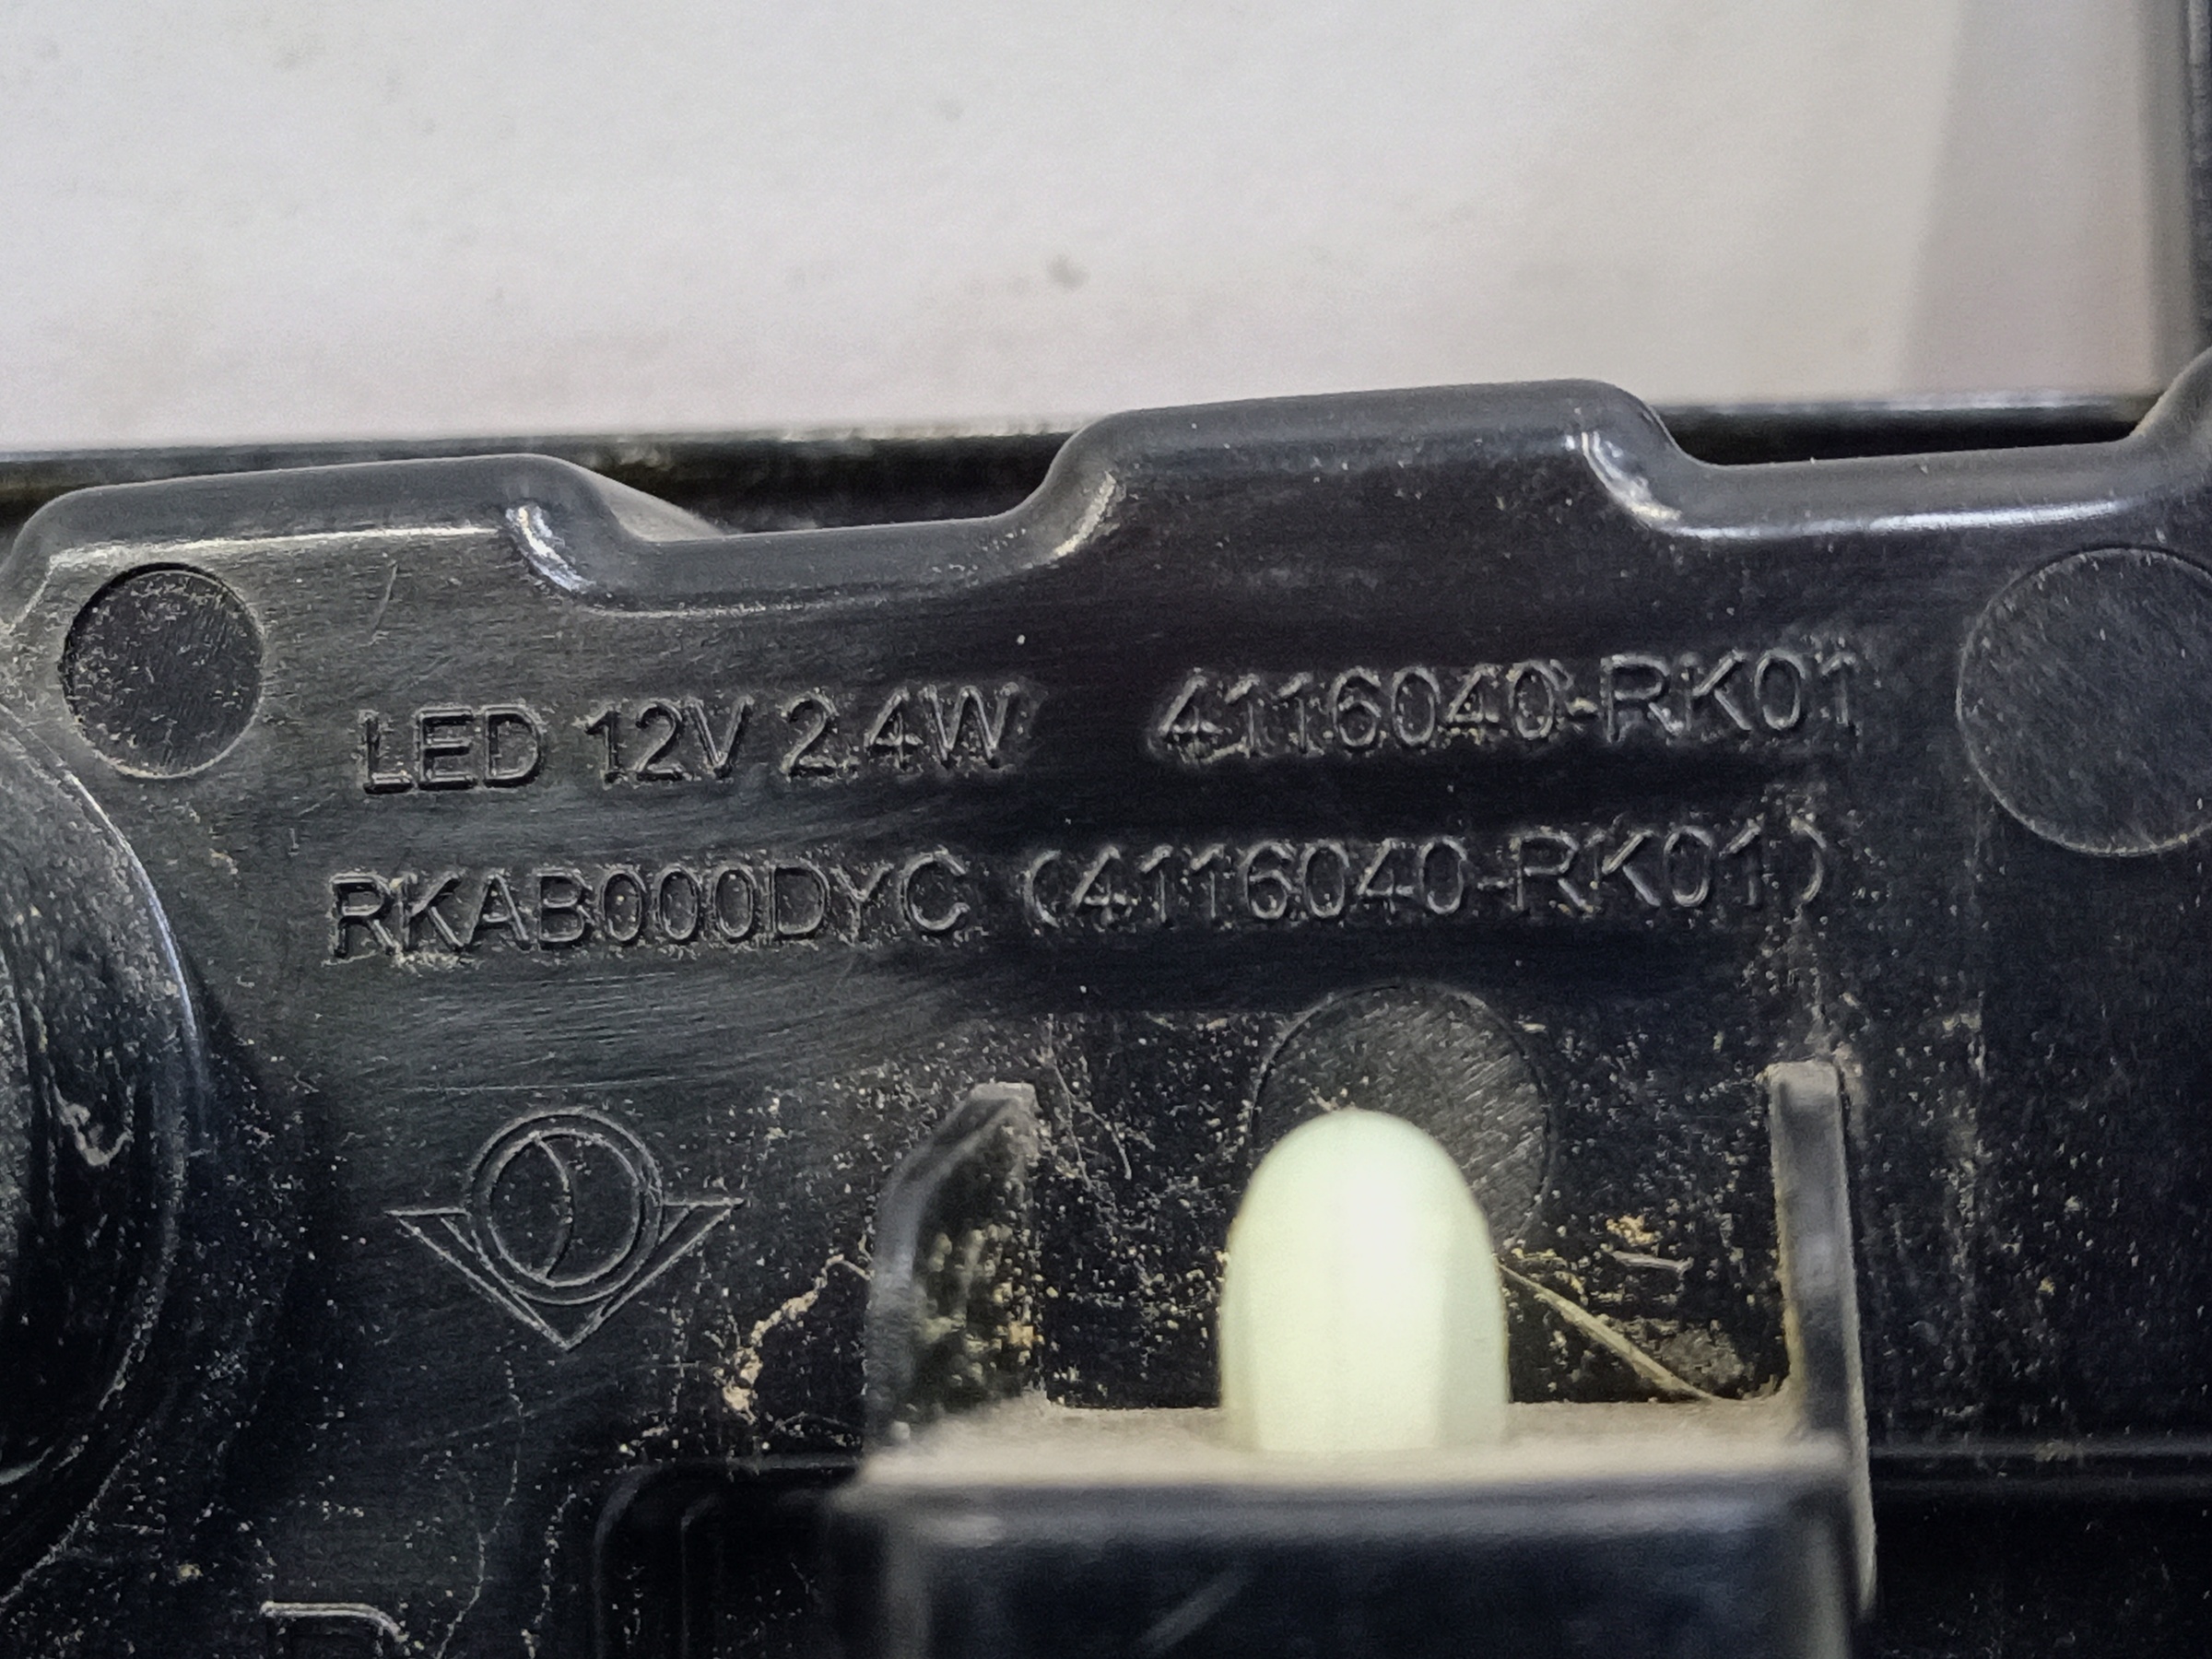 LED 12V 2.4W 4116040-RK01
RKAB000DYC (4116040-RK01)